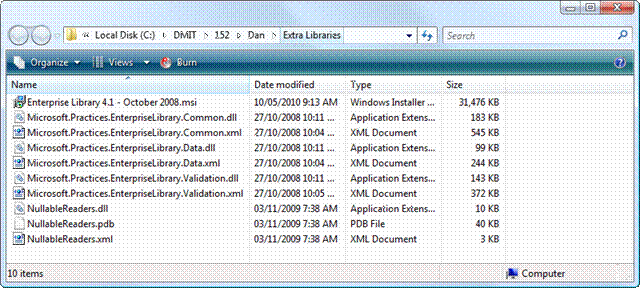 « Local Disk (C:) ▸ DMIT ▸ 152 ▸ Dan ▸ Extra Libraries Search
Organize Views Burn
Name Date modified Type Size
Enterprise Library 4.1 - October 2008.msi 10/05/2010 9:13 AM Windows Installer ... 31,476 KB
Microsoft.Practices.EnterpriseLibrary.Common.dll 27/10/2008 10:11 ... Application Extens... 183 KB
Microsoft.Practices.EnterpriseLibrary.Common.xml 27/10/2008 10:04 ... XML Document 545 KB
Microsoft.Practices.EnterpriseLibrary.Data.dll 27/10/2008 10:11 ... Application Extens... 99 KB
Microsoft.Practices.EnterpriseLibrary.Data.xml 27/10/2008 10:04 ... XML Document 244 KB
Microsoft.Practices.EnterpriseLibrary.Validation.dll 27/10/2008 10:11 ... Application Extens... 143 KB
Microsoft.Practices.EnterpriseLibrary.Validation.xml 27/10/2008 10:05 ... XML Document 372 KB
NullableReaders.dll 03/11/2009 7:38 AM Application Extens... 10 KB
NullableReaders.pdb 03/11/2009 7:38 AM PDB File 40 KB
NullableReaders.xml 03/11/2009 7:38 AM XML Document 3 KB
10 items Computer